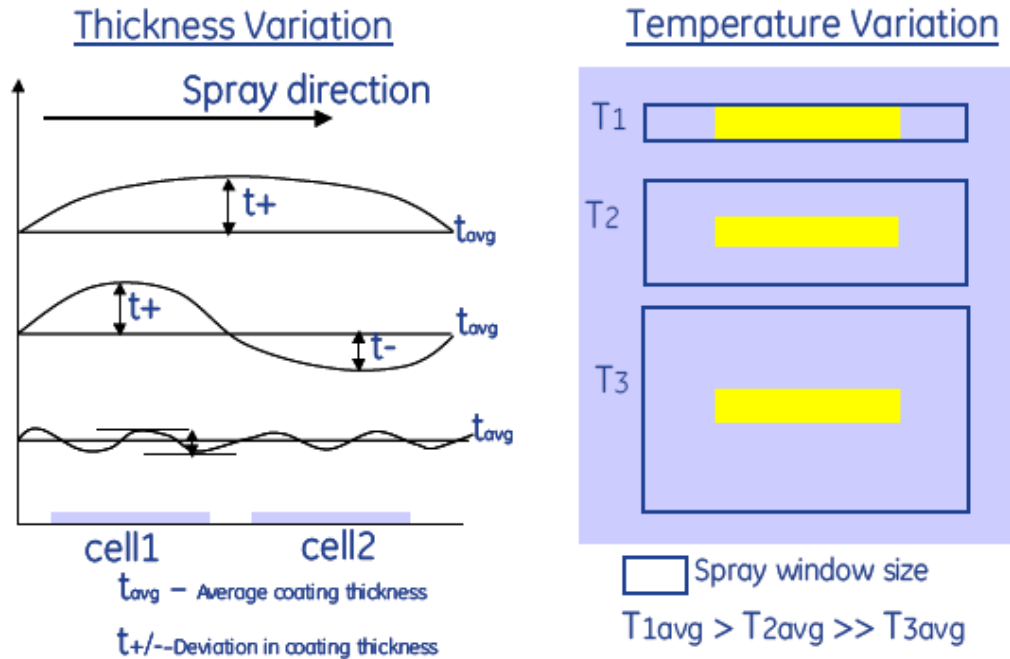 Thickness Variation
Spray direction
t+
tavg
t+
tavg
t-
tavg
cell1
cell2
tavg – Average coating thickness
t+/--Deviation in coating thickness
Temperature Variation
T1
T2
T3
Spray window size
T1avg > T2avg >> T3avg